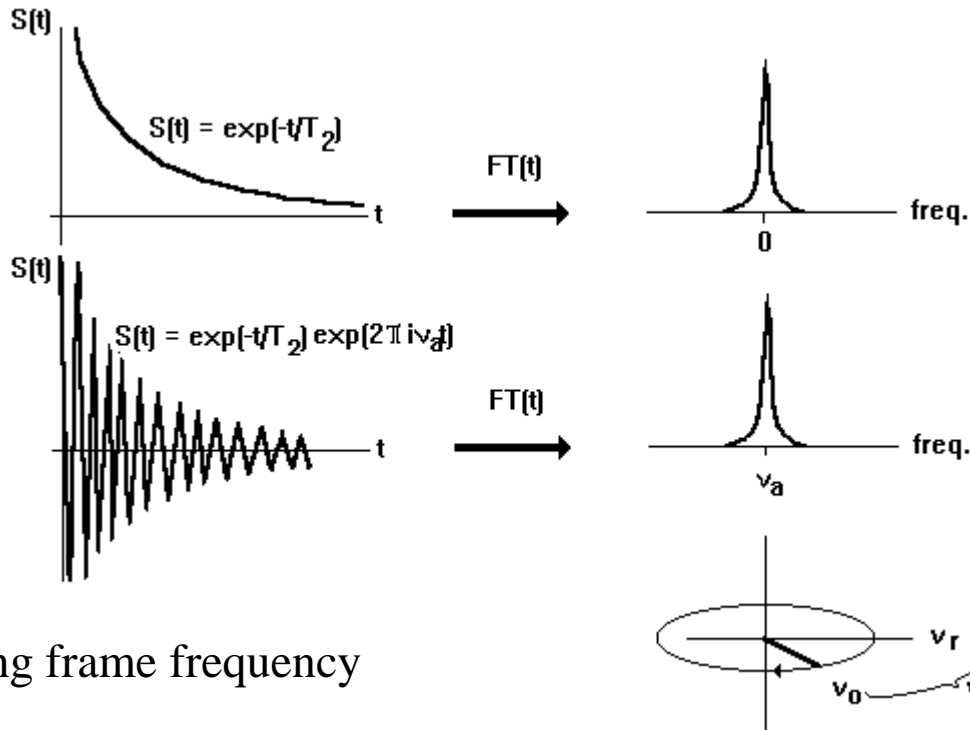 S(t)
S(t) = exp(-t/T₂)
t
FT(t)
freq.
0
S(t)
S(t) = exp(-t/T₂) exp(2π iνₐt)
t
FT(t)
freq.
νₐ
νᵣ
ν₀
ng frame frequency